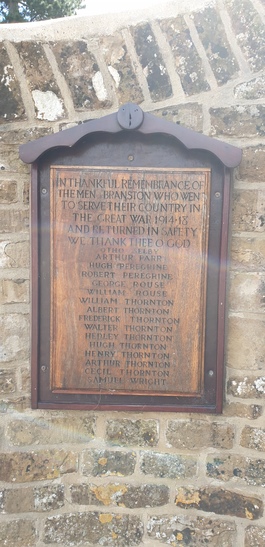 IN THANKFUL REMEMBRANCE OF
THE MEN OF BRANSTON WHO WENT
TO SERVE THEIR COUNTRY IN
THE GREAT WAR 1914-18
AND RETURNED IN SAFETY
WE THANK THEE O GOD
ARTHUR PARR
HUGH PEREGRINE
ROBERT PEREGRINE
GEORGE ROUSE
WILLIAM ROUSE
WILLIAM THORNTON
ALBERT THORNTON
FREDERICK THORNTON
WALTER THORNTON
HEDLEY THORNTON
HUGH THORNTON
HENRY THORNTON
ARTHUR THORNTON
CECIL THORNTON
SAMUEL WRIGHT